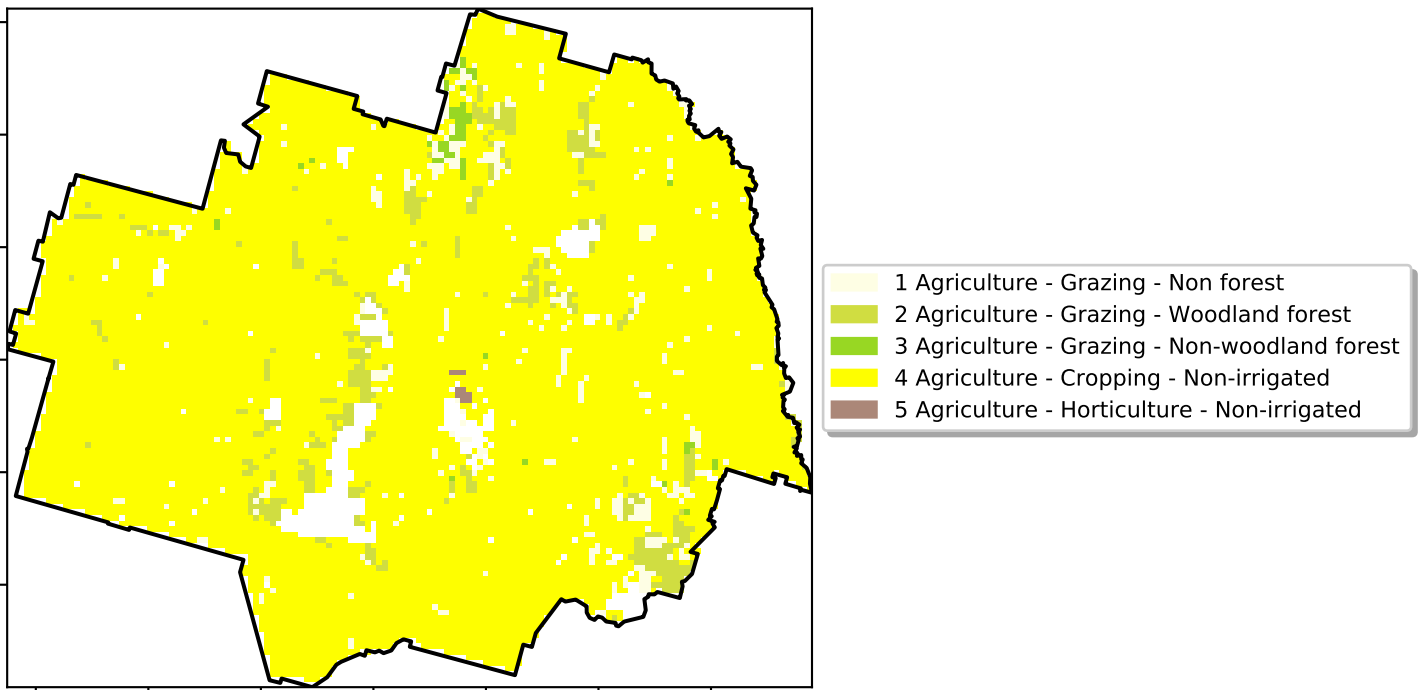 1 Agriculture - Grazing - Non forest
2 Agriculture - Grazing - Woodland forest
3 Agriculture - Grazing - Non-woodland forest
4 Agriculture - Cropping - Non-irrigated
5 Agriculture - Horticulture - Non-irrigated